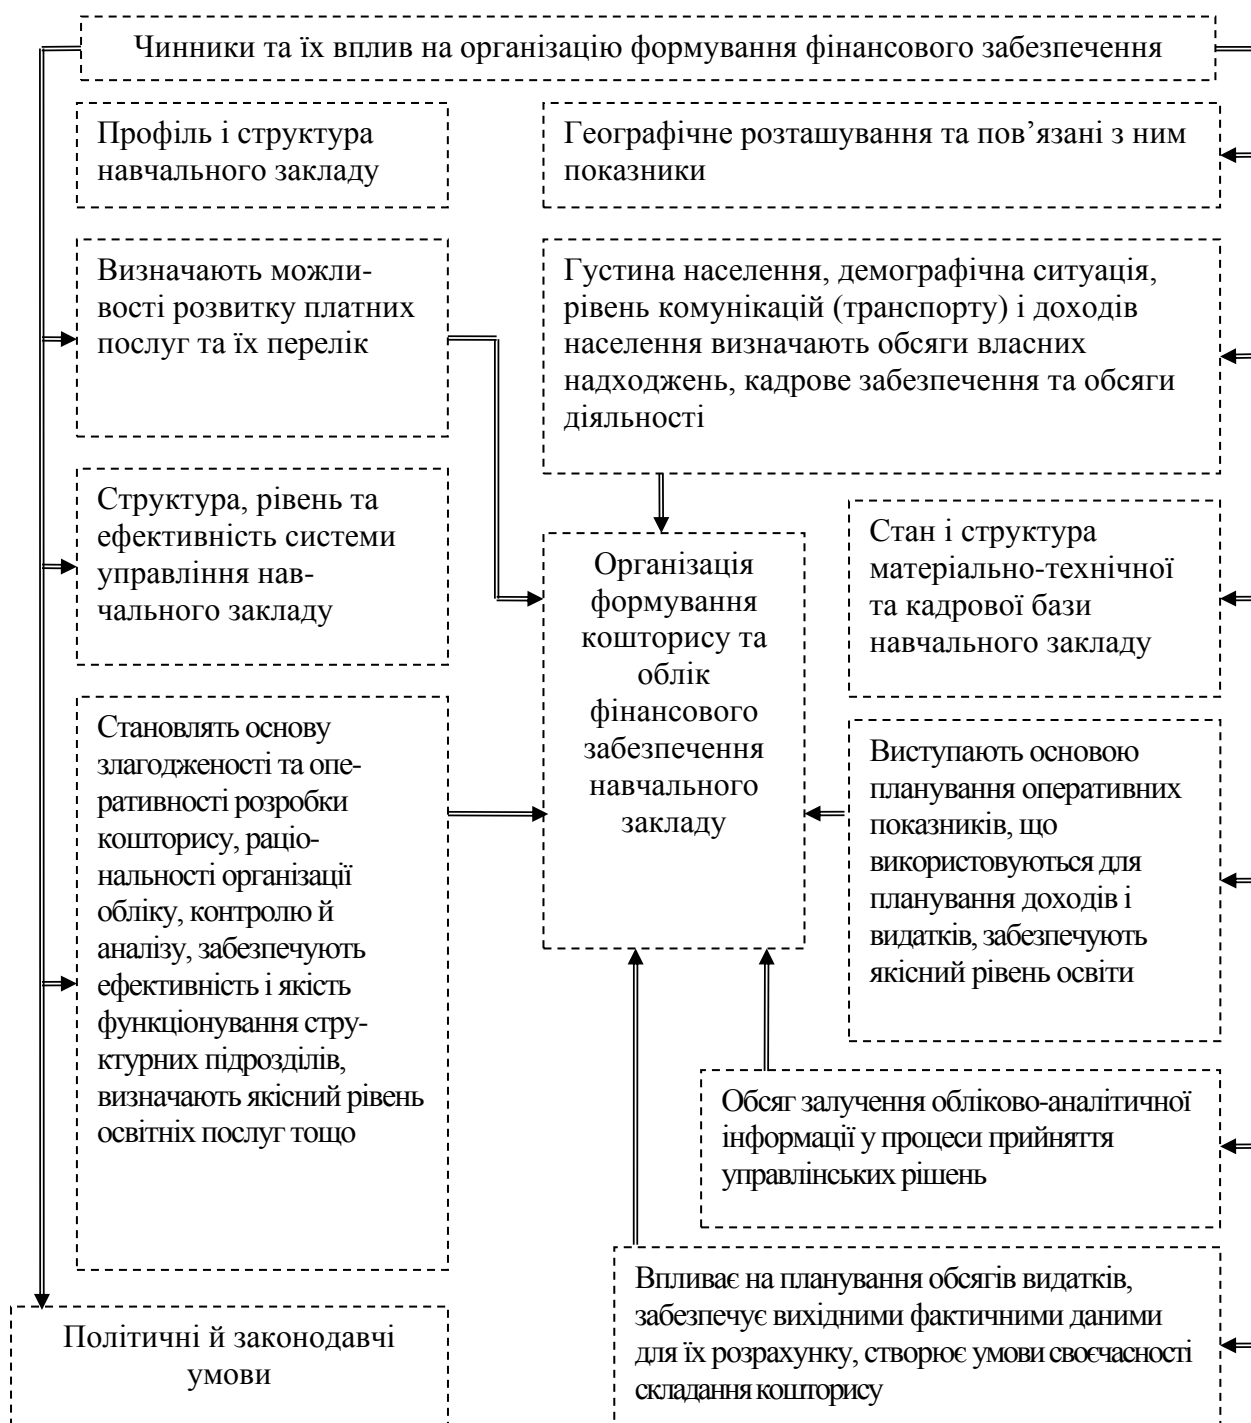 Чинники та їх вплив на організацію формування фінансового забезпечення
Профіль і структура
навчального закладу
Географічне розташування та пов’язані з ним
показники
Визначають можли-
вості розвитку платних
послуг та їх перелік
Густина населення, демографічна ситуація,
рівень комунікацій (транспорту) і доходів
населення визначають обсяги власних
надходжень, кадрове забезпечення та обсяги
діяльності
Структура, рівень та
ефективність системи
управління нав-
чального закладу
Організація
формування
кошторису та
облік
фінансового
забезпечення
навчального
закладу
Стан і структура
матеріально-технічної
та кадрової бази
навчального закладу
Становлять основу
злагодженості та опе-
ративності розробки
кошторису, раціо-
нальності організації
обліку, контролю й
аналізу, забезпечують
ефективність і якість
функціонування стру-
ктурних підрозділів,
визначають якісний рівень
освітніх послуг тощо
Виступають основою
планування оперативних
показників, що
використовуються для
планування доходів і
видатків, забезпечують
якісний рівень освіти
Обсяг залучення обліково-аналітичної
інформації у процеси прийняття
управлінських рішень
Впливає на планування обсягів видатків,
забезпечує вихідними фактичними даними
для їх розрахунку, створює умови своєчасності
складання кошторису
Політичні й законодавчі
умови